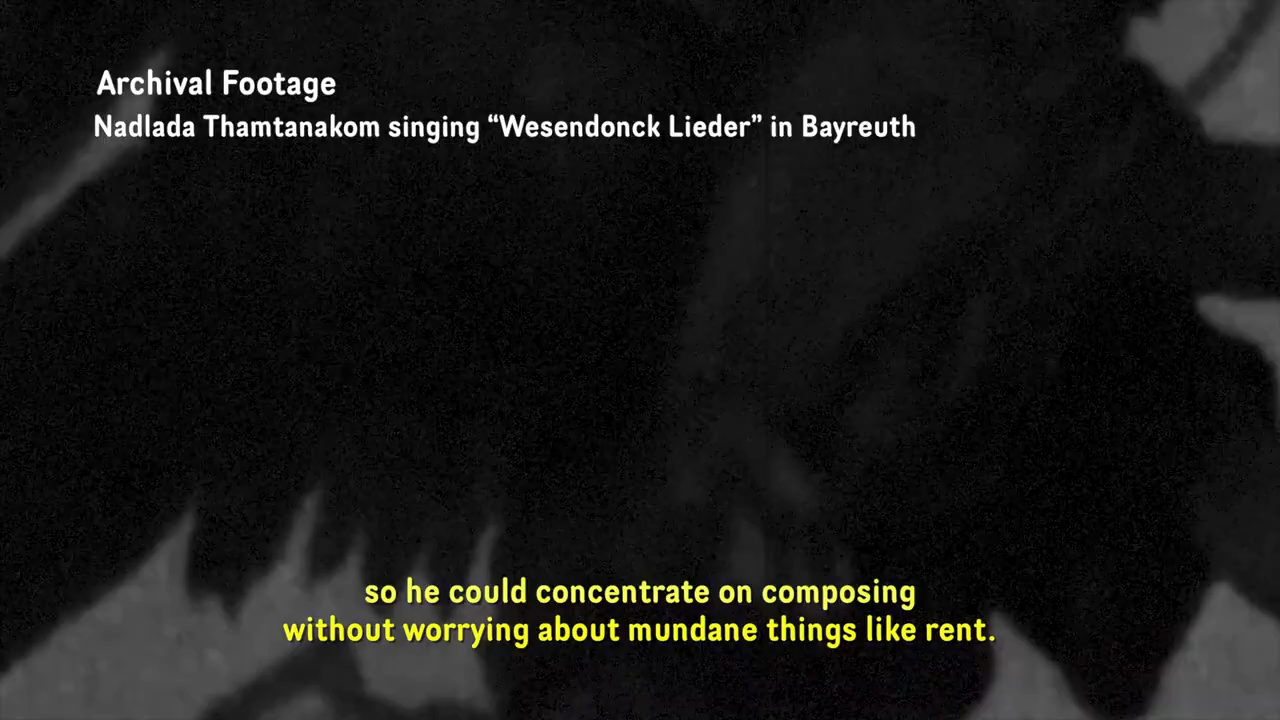 Archival Footage
Nadlada Thamtanakom singing “Wesendonck Lieder” in Bayreuth
so he could concentrate on composing
without worrying about mundane things like rent.